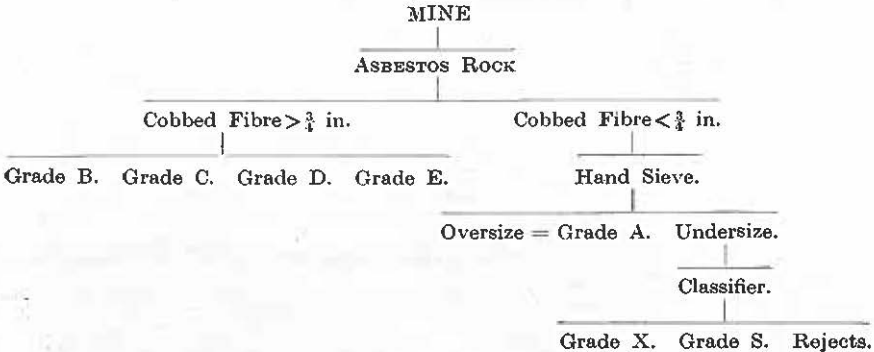 MINE
ASBESTOS ROCK
Cobbed Fibre>¾ in. Cobbed Fibre<¾ in.
Grade B. Grade C. Grade D. Grade E. Hand Sieve.
Oversize = Grade A. Undersize.
Classifier.
Grade X. Grade S. Rejects.